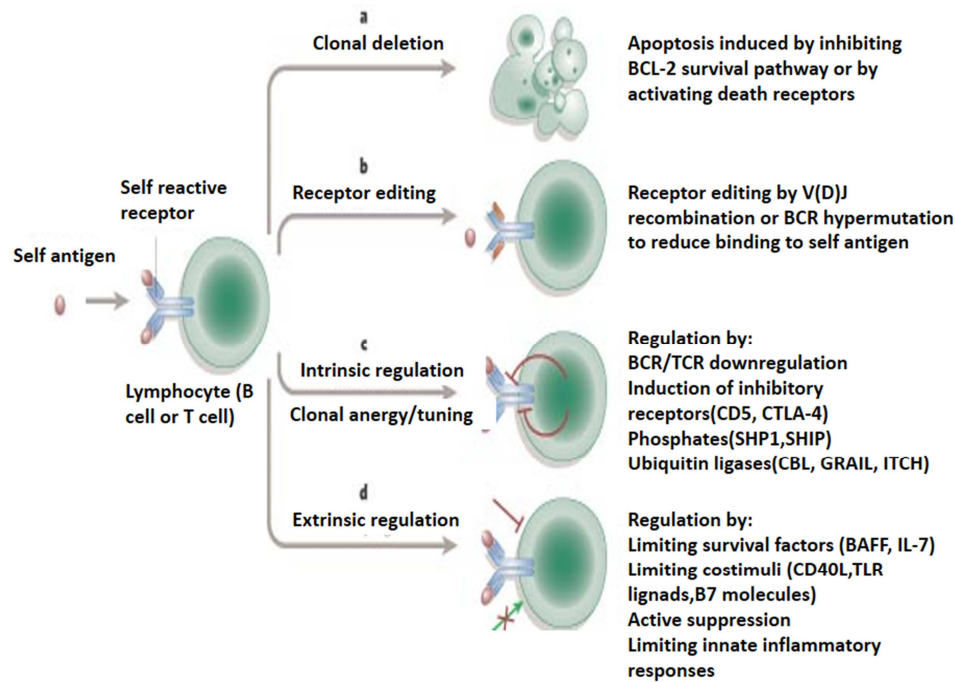 a
Clonal deletion
Apoptosis induced by inhibiting
BCL-2 survival pathway or by
activating death receptors
b
Receptor editing
Receptor editing by V(D)J
recombination or BCR hypermutation
to reduce binding to self antigen
Self reactive
receptor
Self antigen
Lymphocyte (B
cell or T cell)
c
Intrinsic regulation
Clonal anergy/tuning
Regulation by:
BCR/TCR downregulation
Induction of inhibitory
receptors(CD5, CTLA-4)
Phosphates(SHP1,SHIP)
Ubiquitin ligases(CBL, GRAIL, ITCH)
d
Extrinsic regulation
Regulation by:
Limiting survival factors (BAFF, IL-7)
Limiting costimuli (CD40L,TLR
lignads,B7 molecules)
Active suppression
Limiting innate inflammatory
responses